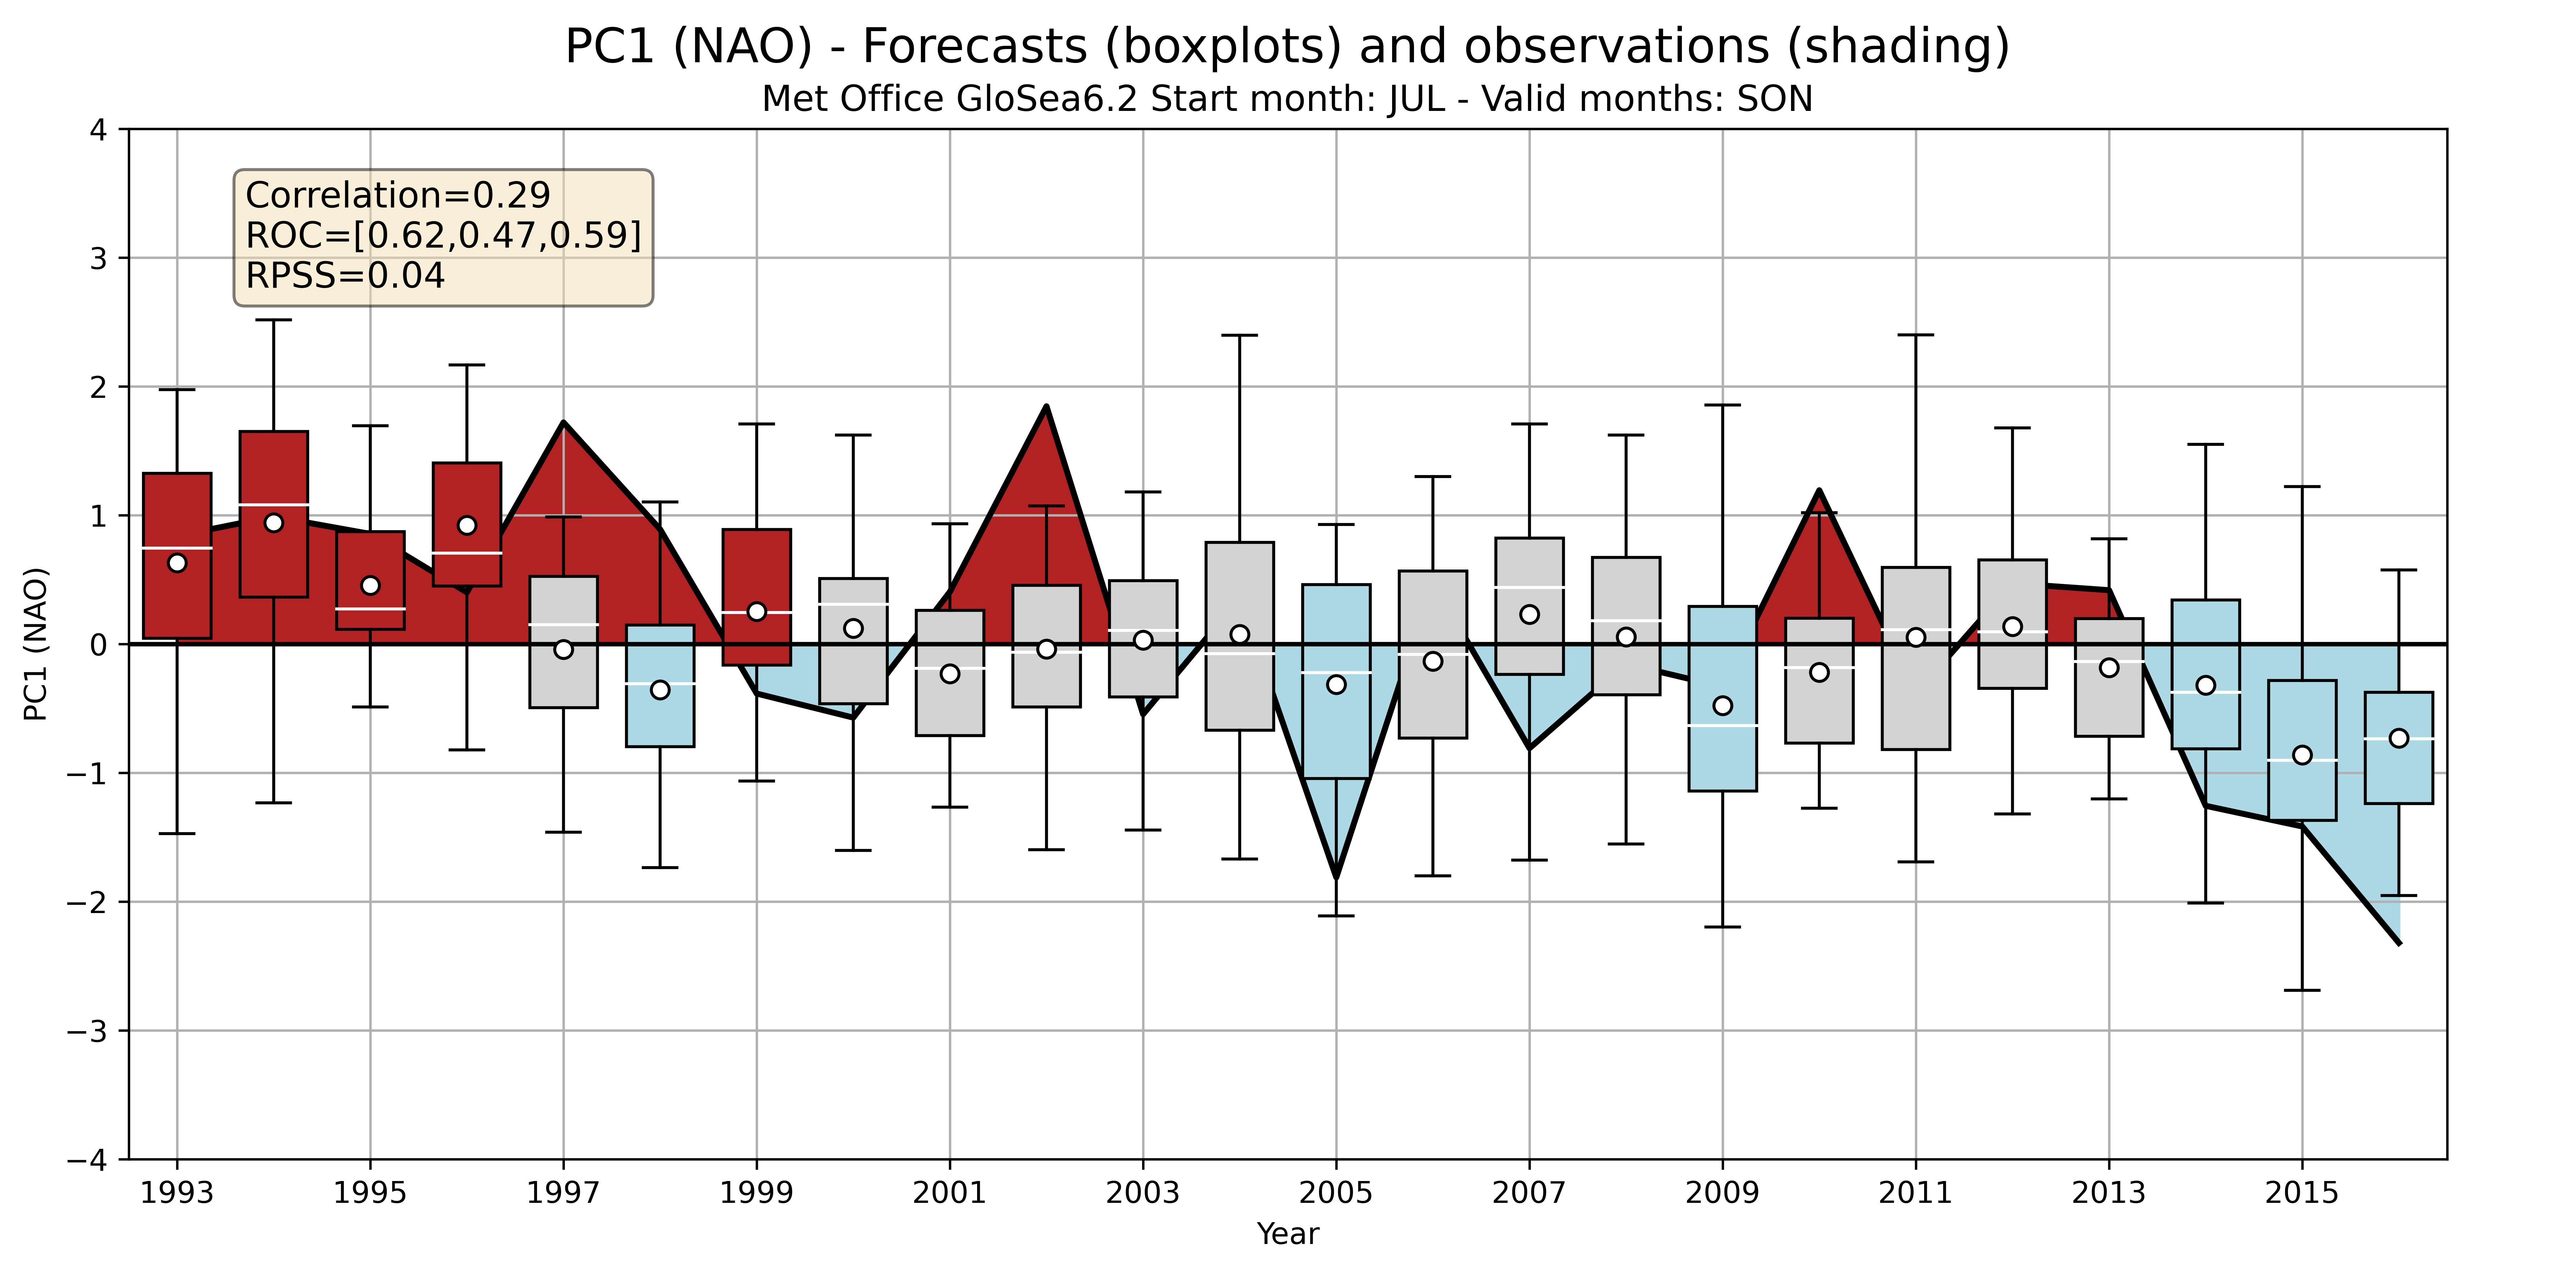 PC1 (NAO) - Forecasts (boxplots) and observations (shading)
Met Office GloSea6.2 Start month: JUL - Valid months: SON
Correlation=0.29
ROC=[0.62,0.47,0.59]
RPSS=0.04
PC1 (NAO)
4
3
2
1
0
−1
−2
−3
−4
1993 1995 1997 1999 2001 2003 2005 2007 2009 2011 2013 2015
Year